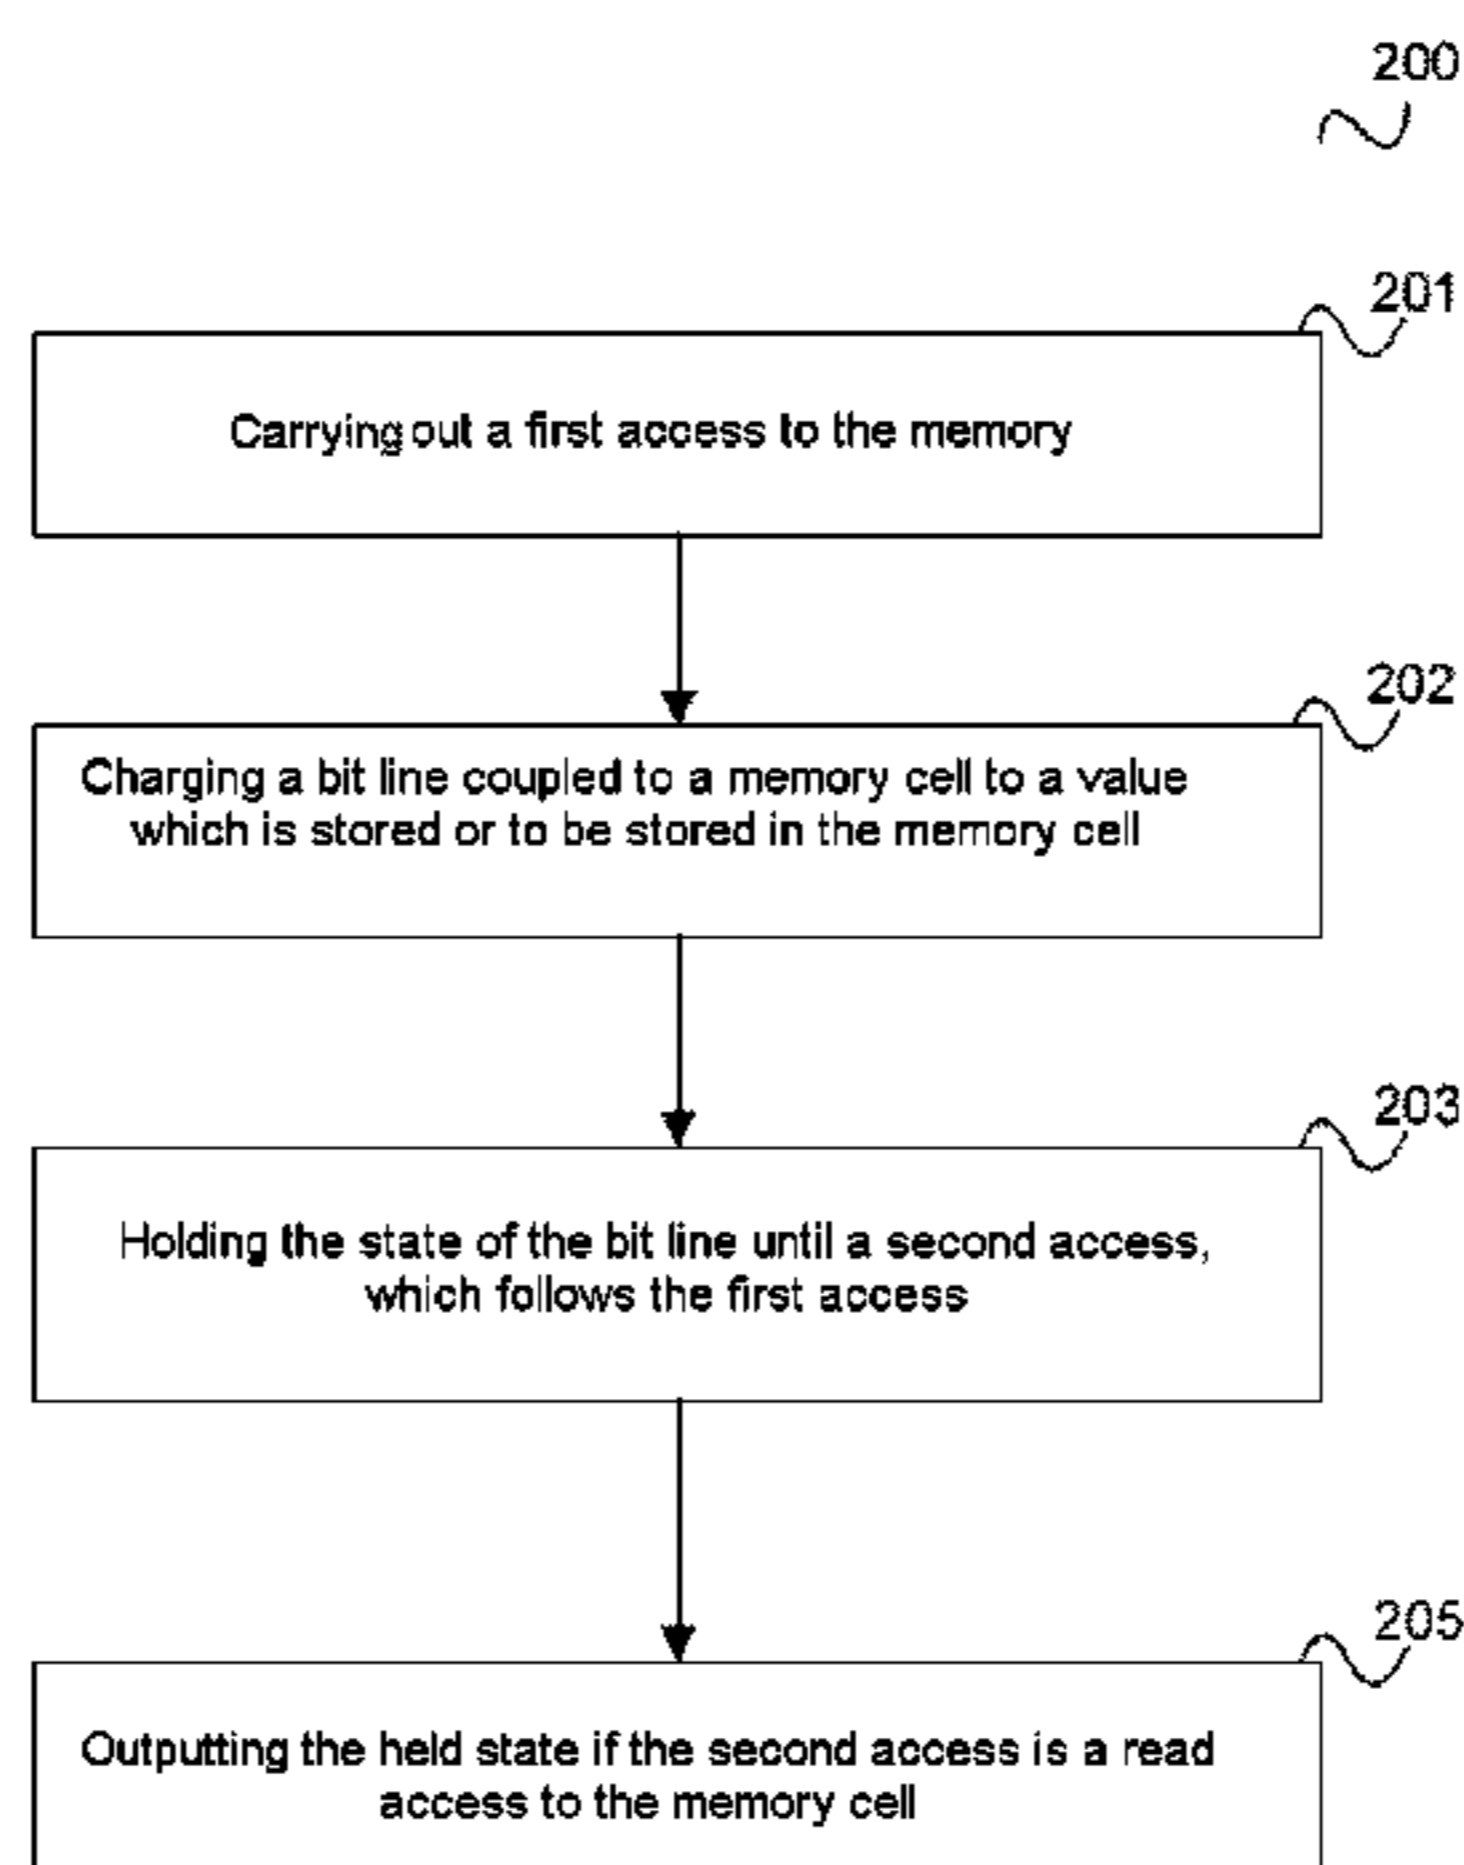 200
201
Carrying out a first access to the memory
202
Charging a bit line coupled to a memory cell to a value
which is stored or to be stored in the memory cell
203
Holding the state of the bit line until a second access,
which follows the first access
205
Outputting the held state if the second access is a read
access to the memory cell